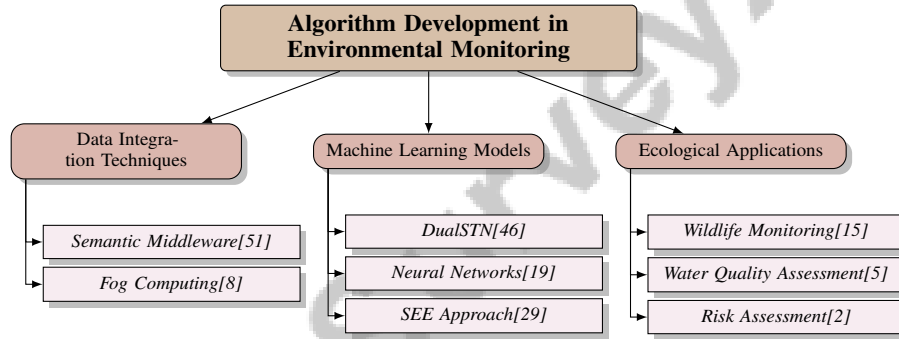 Algorithm Development in
Environmental Monitoring
Data Integra-
tion Techniques
Semantic Middleware[51]
Fog Computing[8]
Machine Learning Models
DualSTN[46]
Neural Networks[19]
SEE Approach[29]
Ecological Applications
Wildlife Monitoring[15]
Water Quality Assessment[5]
Risk Assessment[2]